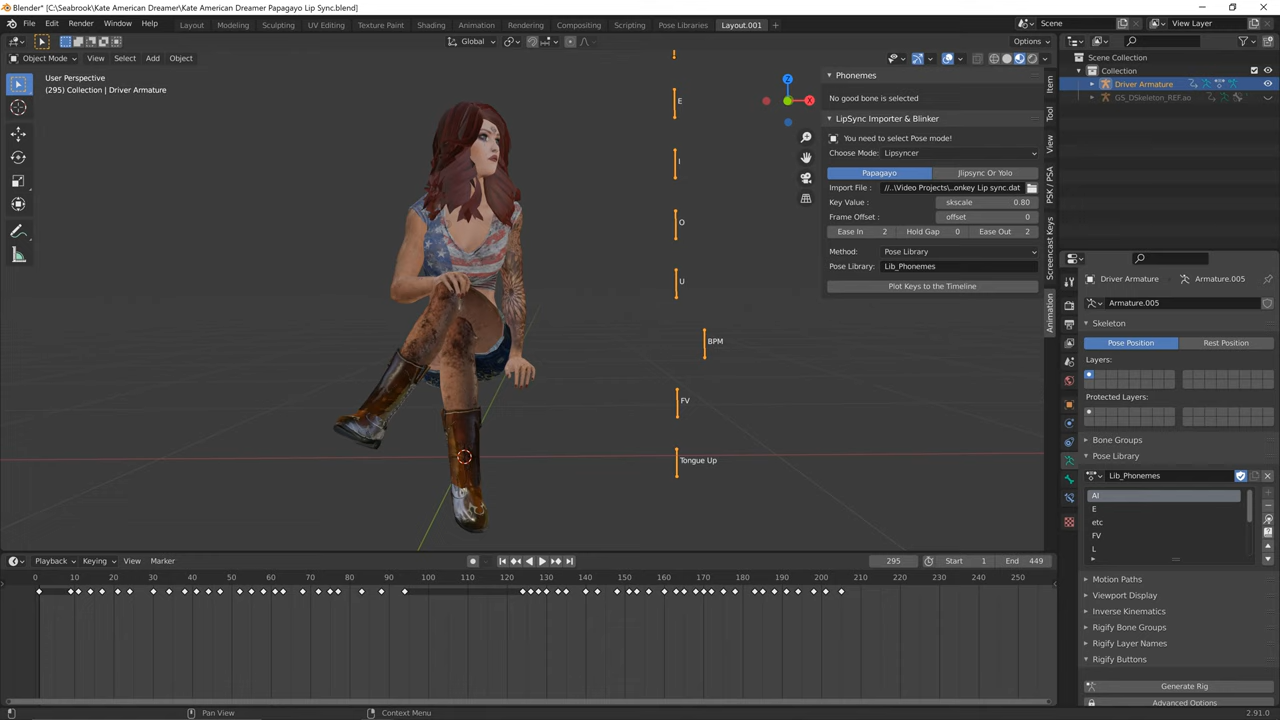 Blender* [C:\Seabrook\Kate American Dreamer\Kate American Dreamer Papagayo Lip Sync.blend]
File Edit Render Window Help Layout Modeling Sculpting UV Editing Texture Paint Shading Animation Rendering Compositing Scripting Pose Libraries Layout.001 + Scene View Layer
Global Options
Object Mode View Select Add Object
User Perspective
(295) Collection | Driver Armature
E
I
O
U
BPM
FV
Tongue Up
Z
X
Phonemes
No good bone is selected
LipSync Importer & Blinker
You need to select Pose mode!
Choose Mode: Lipsyncer
Papagayo Jlipsync Or Yolo
Import File : //..\Video Projects\...onkey Lip sync.dat
Key Value : skscale 0.80
Frame Offset : offset 0
Ease In 2 Hold Gap 0 Ease Out 2
Method: Pose Library
Pose Library: Lib_Phonemes
Plot Keys to the Timeline
Item
Tool
View
PSK / PSA
Screencast Keys
Animation
Scene Collection
Collection
Driver Armature
GS_DSkeleton_REF.ao
Driver Armature Armature.005
Armature.005
Skeleton
Pose Position Rest Position
Layers:
Protected Layers:
Bone Groups
Pose Library
Lib_Phonemes
AI
E
etc
FV
L
Motion Paths
Viewport Display
Inverse Kinematics
Rigify Bone Groups
Rigify Layer Names
Rigify Buttons
Generate Rig
Advanced Options
Playback Keying View Marker 295 Start 1 End 449
0 10 20 30 40 50 60 70 80 90 100 110 120 130 140 150 160 170 180 190 200 210 220 230 240 250
Pan View Context Menu 2.91.0